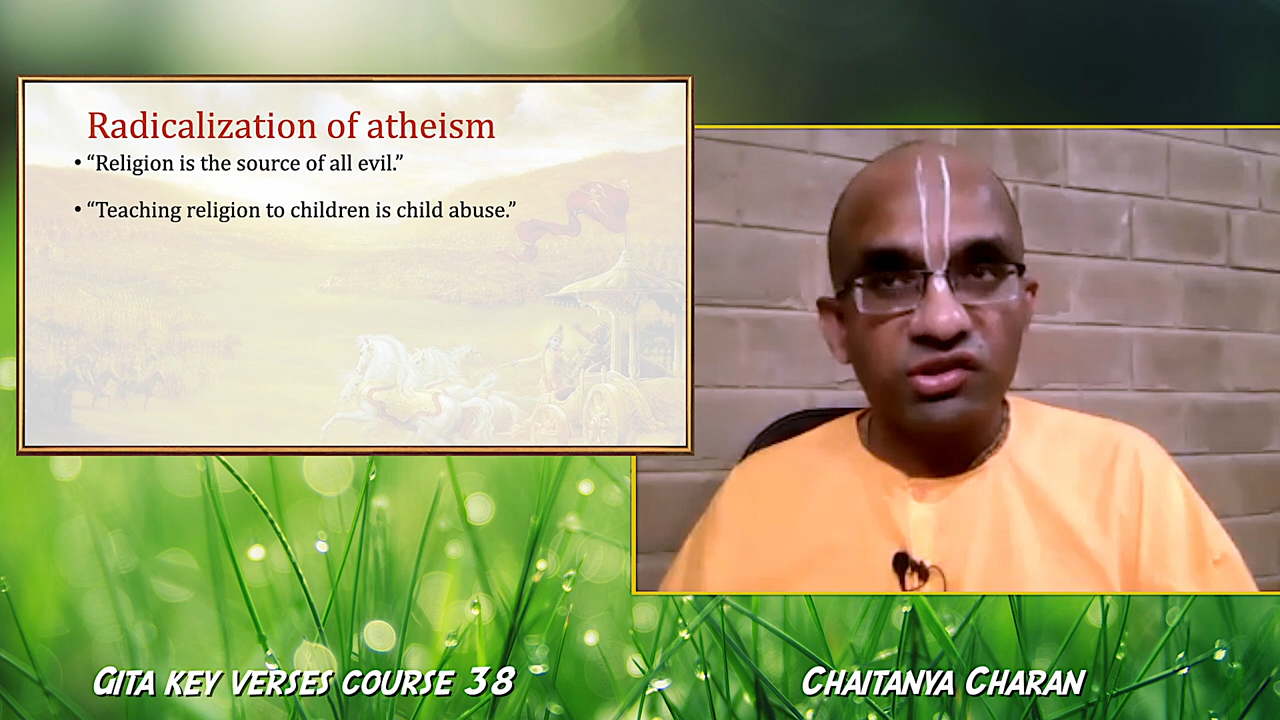 Radicalization of atheism
• “Religion is the source of all evil.”
• “Teaching religion to children is child abuse.”
GITA KEY VERSES COURSE 38
CHAITANYA CHARAN